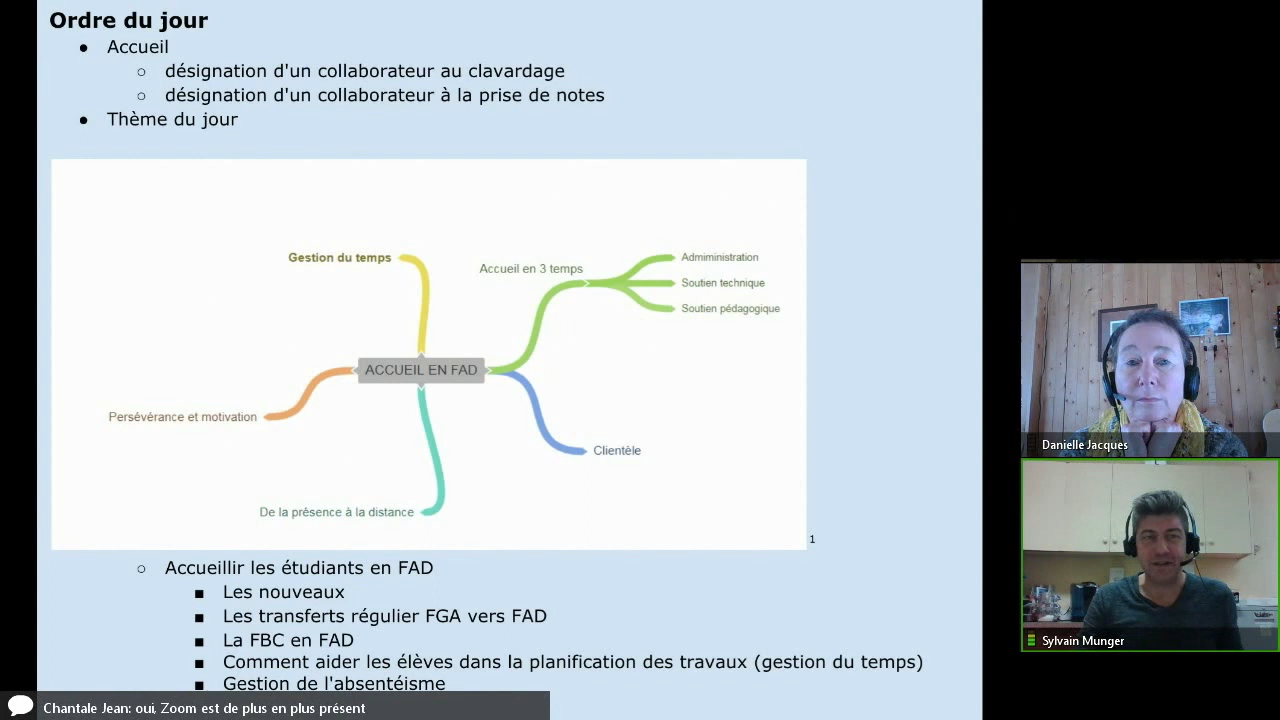 Ordre du jour
● Accueil
○ désignation d'un collaborateur au clavardage
○ désignation d'un collaborateur à la prise de notes
● Thème du jour
Gestion du temps
Accueil en 3 temps
Admiministration
Soutien technique
Soutien pédagogique
ACCUEIL EN FAD
Persévérance et motivation
Clientèle
De la présence à la distance
1
○ Accueillir les étudiants en FAD
■ Les nouveaux
■ Les transferts régulier FGA vers FAD
■ La FBC en FAD
■ Comment aider les élèves dans la planification des travaux (gestion du temps)
■ Gestion de l'absentéisme
Danielle Jacques
Sylvain Munger
Chantale Jean: oui, Zoom est de plus en plus présent